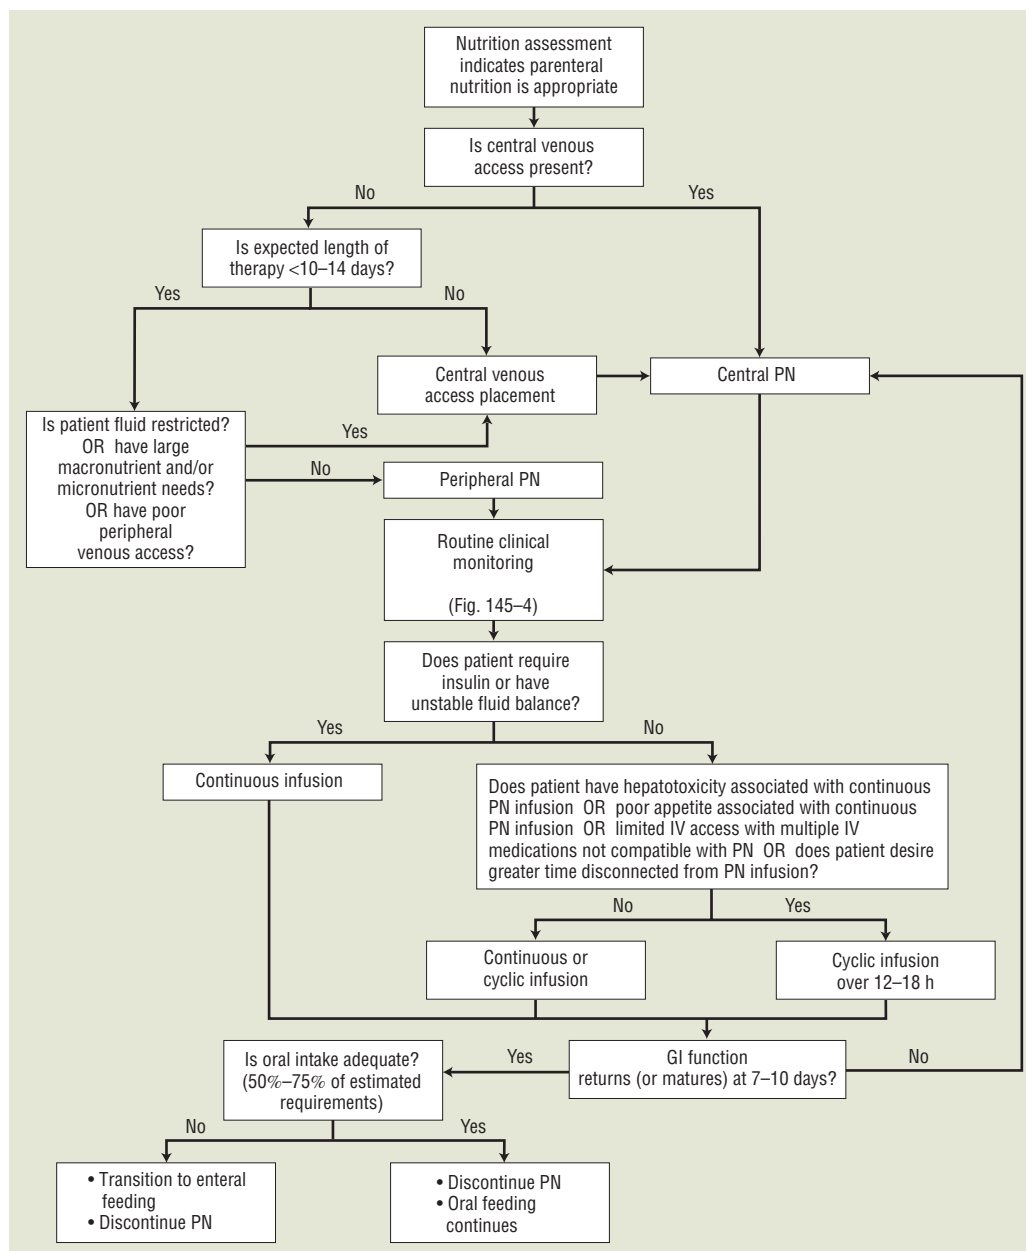 Nutrition assessment
indicates parenteral
nutrition is appropriate
Is central venous
access present?
No
Yes
Is expected length of
therapy <10–14 days?
Yes
No
Central venous
access placement
Central PN
Is patient fluid restricted?
OR have large
macronutrient and/or
micronutrient needs?
OR have poor
peripheral
venous access?
Yes
No
Peripheral PN
Routine clinical
monitoring
(Fig. 145–4)
Does patient require
insulin or have
unstable fluid balance?
Yes
No
Continuous infusion
Does patient have hepatotoxicity associated with continuous
PN infusion OR poor appetite associated with continuous
PN infusion OR limited IV access with multiple IV
medications not compatible with PN OR does patient desire
greater time disconnected from PN infusion?
No
Yes
Continuous or
cyclic infusion
Cyclic infusion
over 12–18 h
GI function
returns (or matures) at 7–10 days?
Yes
No
Is oral intake adequate?
(50%–75% of estimated
requirements)
No
Yes
• Transition to enteral
feeding
• Discontinue PN
• Discontinue PN
• Oral feeding
continues